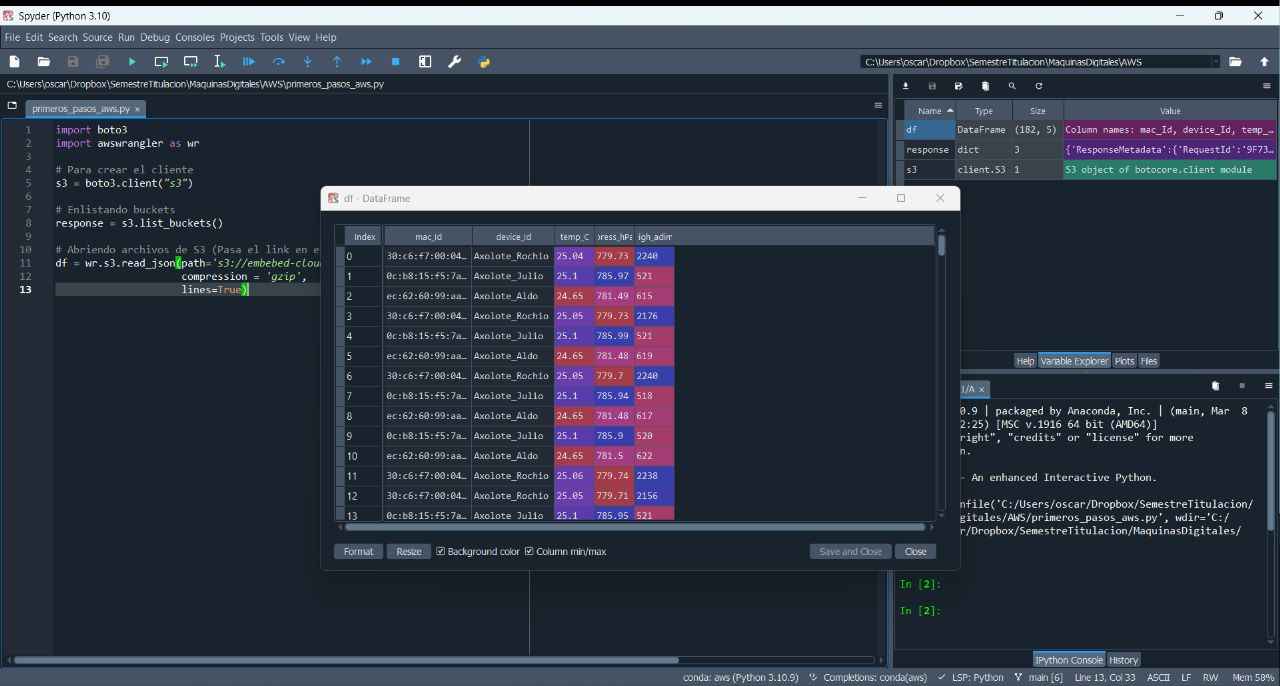 Spyder (Python 3.10)
File Edit Search Source Run Debug Consoles Projects Tools View Help
C:\Users\oscar\Dropbox\SemestreTitulacion\MaquinasDigitales\AWS
C:\Users\oscar\Dropbox\SemestreTitulacion\MaquinasDigitales\AWS\primeros_pasos_aws.py
primeros_pasos_aws.py
1 import boto3
2 import awswrangler as wr
3
4 # Para crear el cliente
5 s3 = boto3.client("s3")
6
7 # Enlistando buckets
8 response = s3.list_buckets()
9
10 # Abriendo archivos de S3 (Pasa el link en e
11 df = wr.s3.read_json(path='s3://embebed-clou
12 compression = 'gzip',
13 lines=True)
Name Type Size Value
df DataFrame (182, 5) Column names: mac_Id, device_Id, temp_…
response dict 3 {'ResponseMetadata':{'RequestId':'9F73…
s3 client.S3 1 S3 object of botocore.client module
df - DataFrame
Index mac_Id device_Id temp_C press_hPa igh_adim
0 30:c6:f7:00:04… Axolote_Rochio 25.04 779.73 2240
1 0c:b8:15:f5:7a… Axolote_Julio 25.1 785.97 521
2 ec:62:60:99:aa… Axolote_Aldo 24.65 781.49 615
3 30:c6:f7:00:04… Axolote_Rochio 25.05 779.73 2176
4 0c:b8:15:f5:7a… Axolote_Julio 25.1 785.99 521
5 ec:62:60:99:aa… Axolote_Aldo 24.65 781.48 619
6 30:c6:f7:00:04… Axolote_Rochio 25.05 779.7 2240
7 0c:b8:15:f5:7a… Axolote_Julio 25.1 785.94 518
8 ec:62:60:99:aa… Axolote_Aldo 24.65 781.48 617
9 0c:b8:15:f5:7a… Axolote_Julio 25.1 785.9 520
10 ec:62:60:99:aa… Axolote_Aldo 24.65 781.5 622
11 30:c6:f7:00:04… Axolote_Rochio 25.06 779.74 2238
12 30:c6:f7:00:04… Axolote_Rochio 25.05 779.71 2156
13 0c:b8:15:f5:7a… Axolote_Julio 25.1 785.95 521
Format Resize Background color Column min/max Save and Close Close
Help Variable Explorer Plots Files
1/A
0.9 | packaged by Anaconda, Inc. | (main, Mar 8
2:25) [MSC v.1916 64 bit (AMD64)]
right", "credits" or "license" for more
n.
- An enhanced Interactive Python.
nfile('C:/Users/oscar/Dropbox/SemestreTitulacion/
gitales/AWS/primeros_pasos_aws.py', wdir='C:/
r/Dropbox/SemestreTitulacion/MaquinasDigitales/
In [2]:
In [2]:
IPython Console History
conda: aws (Python 3.10.9) Completions: conda(aws) LSP: Python main [6] Line 13, Col 33 ASCII LF RW Mem 58%